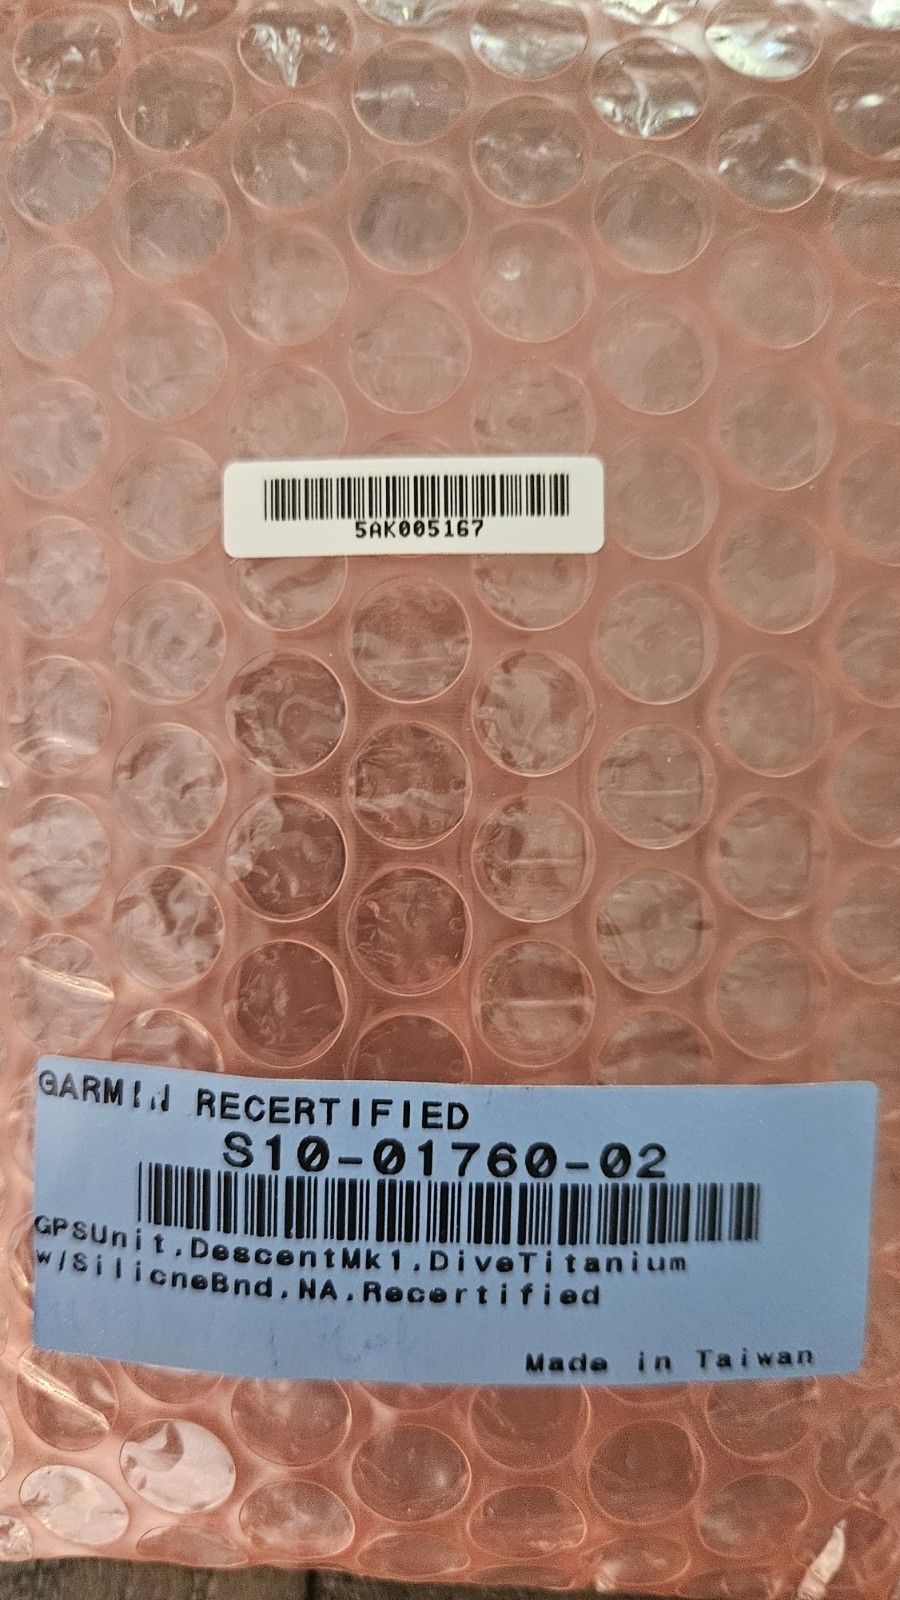 5AK005167
GARMIN RECERTIFIED
S10-01760-02
GPSUnit,DescentMk1,DiveTitanium
w/SilicneBnd,NA,Recertified
Made in Taiwan